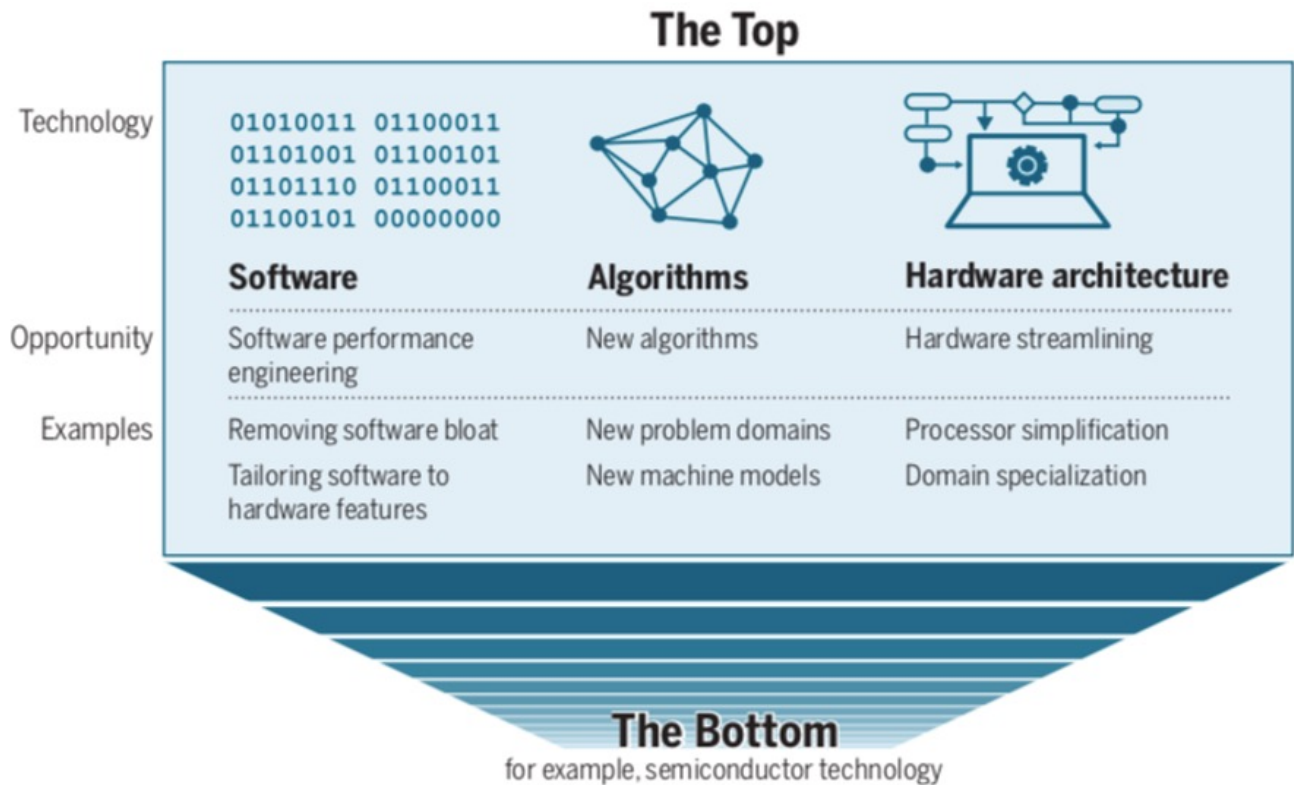 The Top
Technology
01010011 01100011
01101001 01100101
01101110 01100011
01100101 00000000
Software
Algorithms
Hardware architecture
Opportunity
Software performance
engineering
New algorithms
Hardware streamlining
Examples
Removing software bloat
New problem domains
Processor simplification
Tailoring software to
hardware features
New machine models
Domain specialization
The Bottom
for example, semiconductor technology